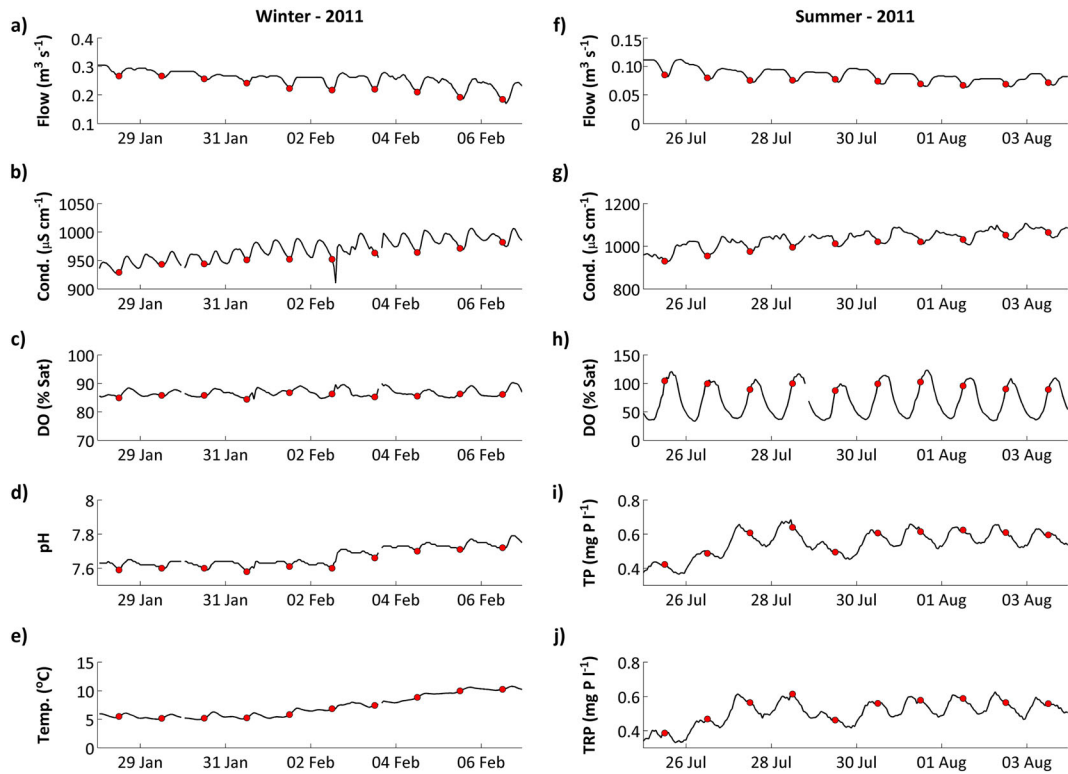 Winter - 2011
a)
Flow (m³ s⁻¹)
0.4
0.3
0.2
0.1
29 Jan 31 Jan 02 Feb 04 Feb 06 Feb
b)
Cond. (µS cm⁻¹)
1050
1000
950
900
29 Jan 31 Jan 02 Feb 04 Feb 06 Feb
c)
DO (% Sat)
100
90
80
70
29 Jan 31 Jan 02 Feb 04 Feb 06 Feb
d)
pH
8
7.8
7.6
29 Jan 31 Jan 02 Feb 04 Feb 06 Feb
e)
Temp. (ºC)
15
10
5
0
29 Jan 31 Jan 02 Feb 04 Feb 06 Feb
Summer - 2011
f)
Flow (m³ s⁻¹)
0.15
0.10
0.05
0
26 Jul 28 Jul 30 Jul 01 Aug 03 Aug
g)
Cond. (µS cm⁻¹)
1200
1000
800
26 Jul 28 Jul 30 Jul 01 Aug 03 Aug
h)
DO (% Sat)
150
100
50
0
26 Jul 28 Jul 30 Jul 01 Aug 03 Aug
i)
TP (mg P l⁻¹)
0.8
0.6
0.4
26 Jul 28 Jul 30 Jul 01 Aug 03 Aug
j)
TRP (mg P l⁻¹)
0.8
0.6
0.4
26 Jul 28 Jul 30 Jul 01 Aug 03 Aug